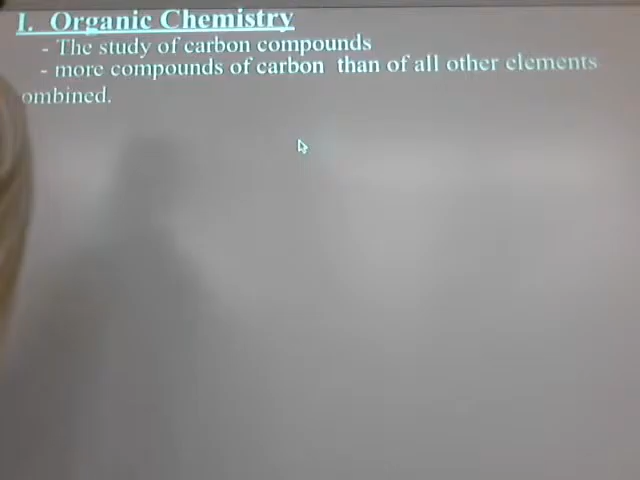 I. Organic Chemistry
- The study of carbon compounds
- more compounds of carbon than of all other elements
ombined.